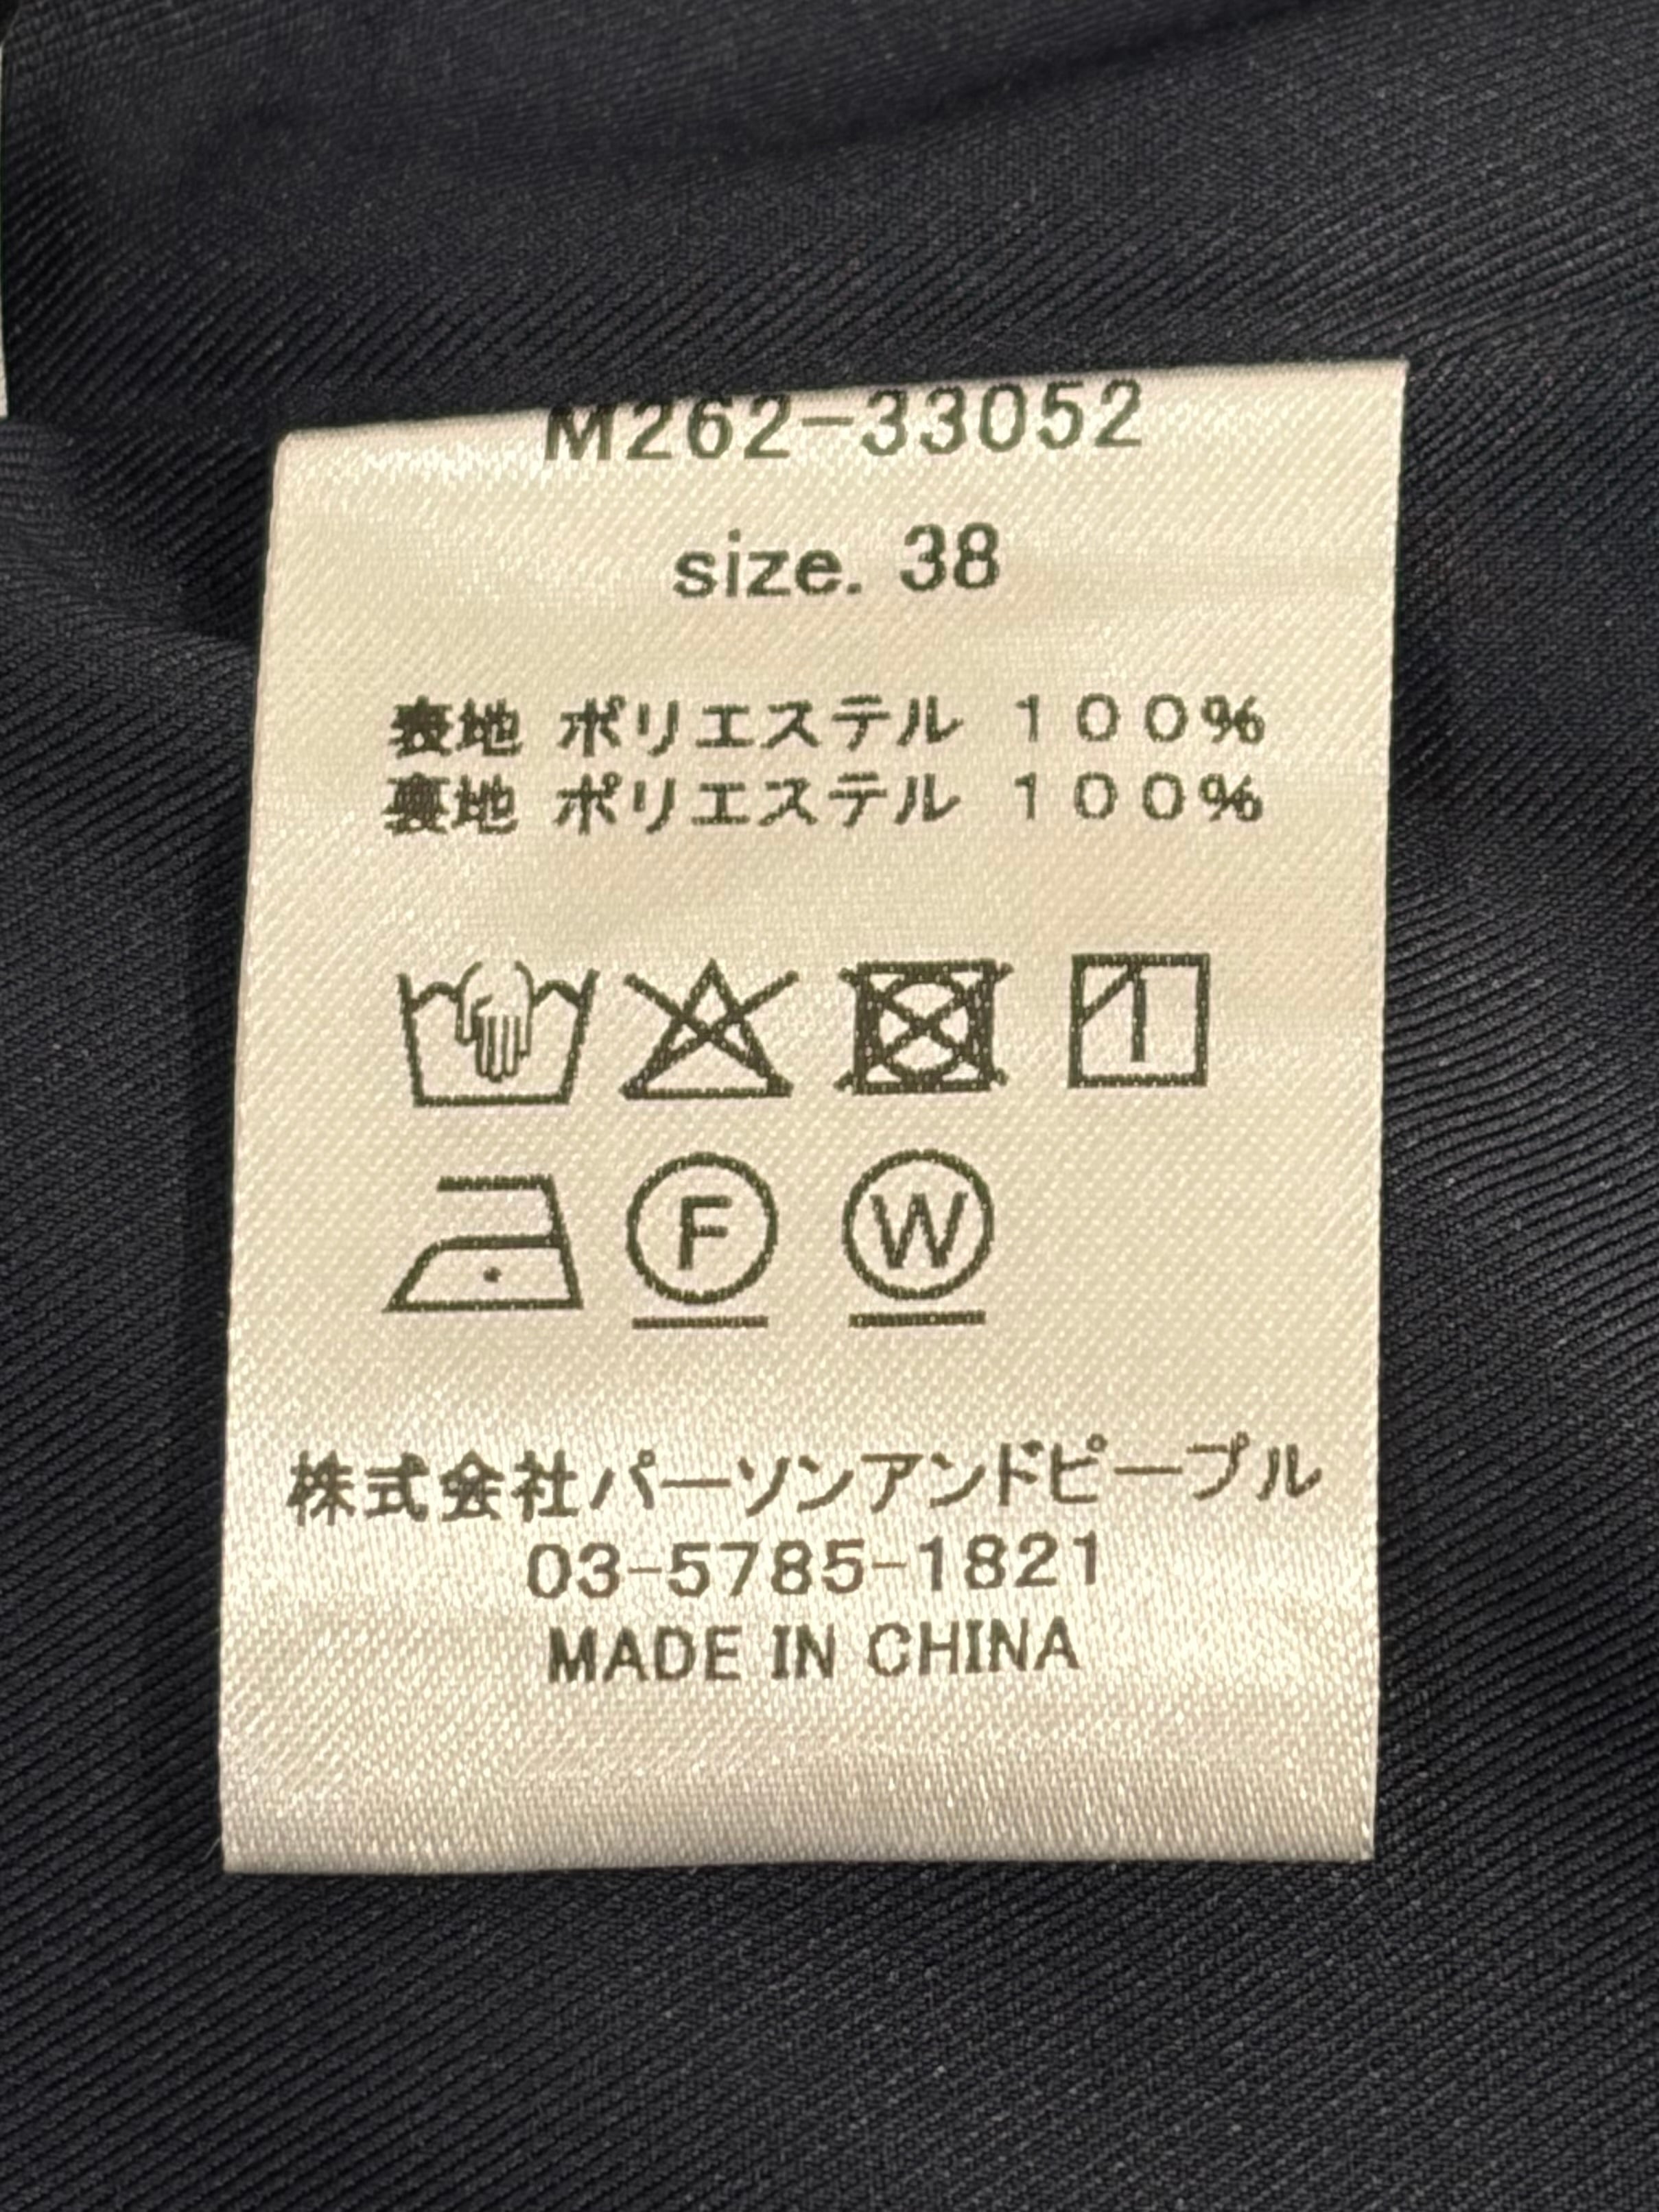 M262-33052
size. 38
表地 ポリエステル 100%
裏地 ポリエステル 100%
F W
株式会社パーソンアンドピープル
03-5785-1821
MADE IN CHINA